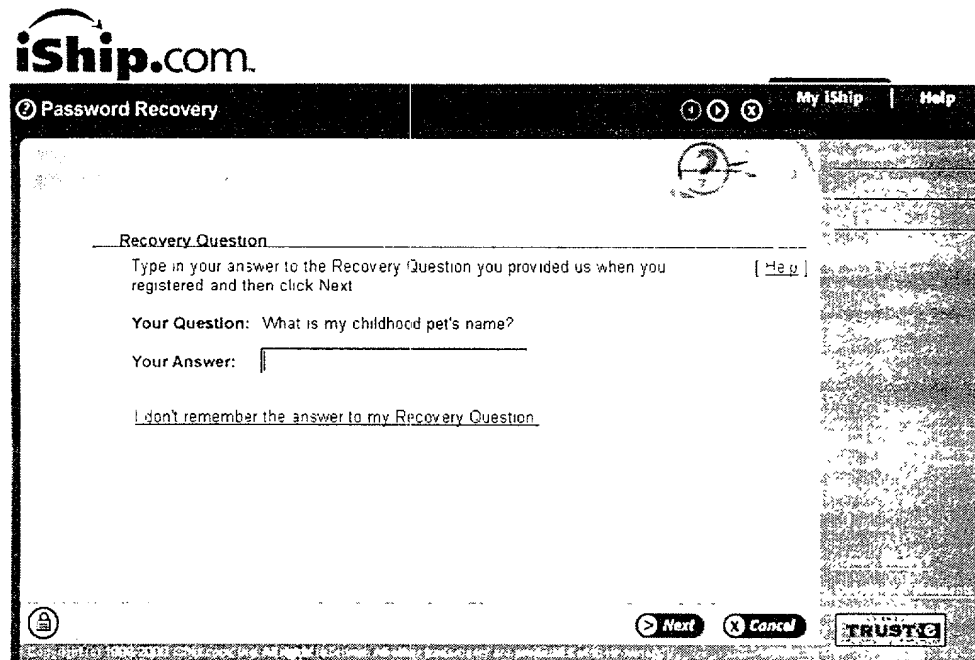 iShip.com
Password Recovery
My iShip | Help
Recovery Question
Type in your answer to the Recovery Question you provided us when you [ Help ]
registered and then click Next
Your Question: What is my childhood pet's name?
Your Answer:
I don't remember the answer to my Recovery Question
Next Cancel
TRUSTe